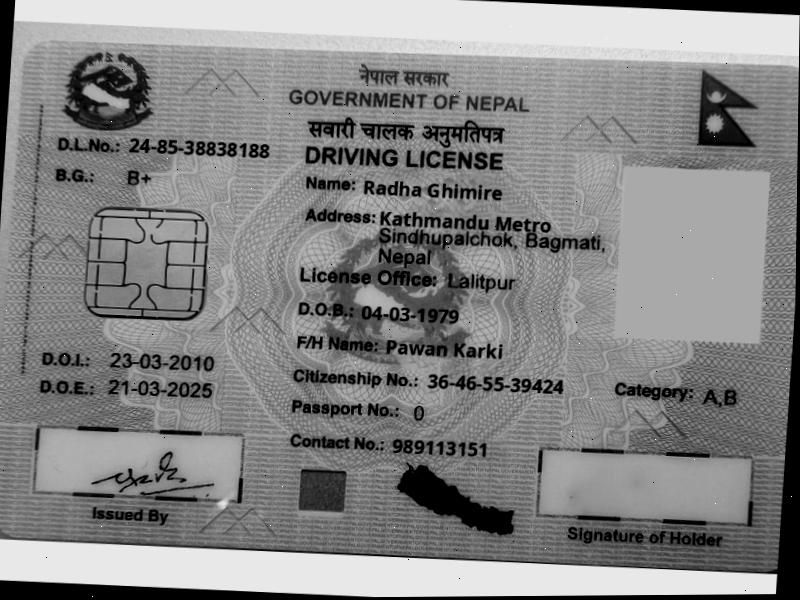 नेपाल सरकार
GOVERNMENT OF NEPAL
सवारी चालक अनुमतिपत्र
DRIVING LICENSE
D.L.No.: 24-85-38838188
B.G.: B+
Name: Radha Ghimire
Address: Kathmandu Metro
Sindhupalchok, Bagmati,
Nepal
License Office: Lalitpur
D.O.B.: 04-03-1979
F/H Name: Pawan Karki
D.O.I.: 23-03-2010
D.O.E.: 21-03-2025
Citizenship No.: 36-46-55-39424
Category: A,B
Passport No.: 0
Contact No.: 989113151
Issued By
Signature of Holder